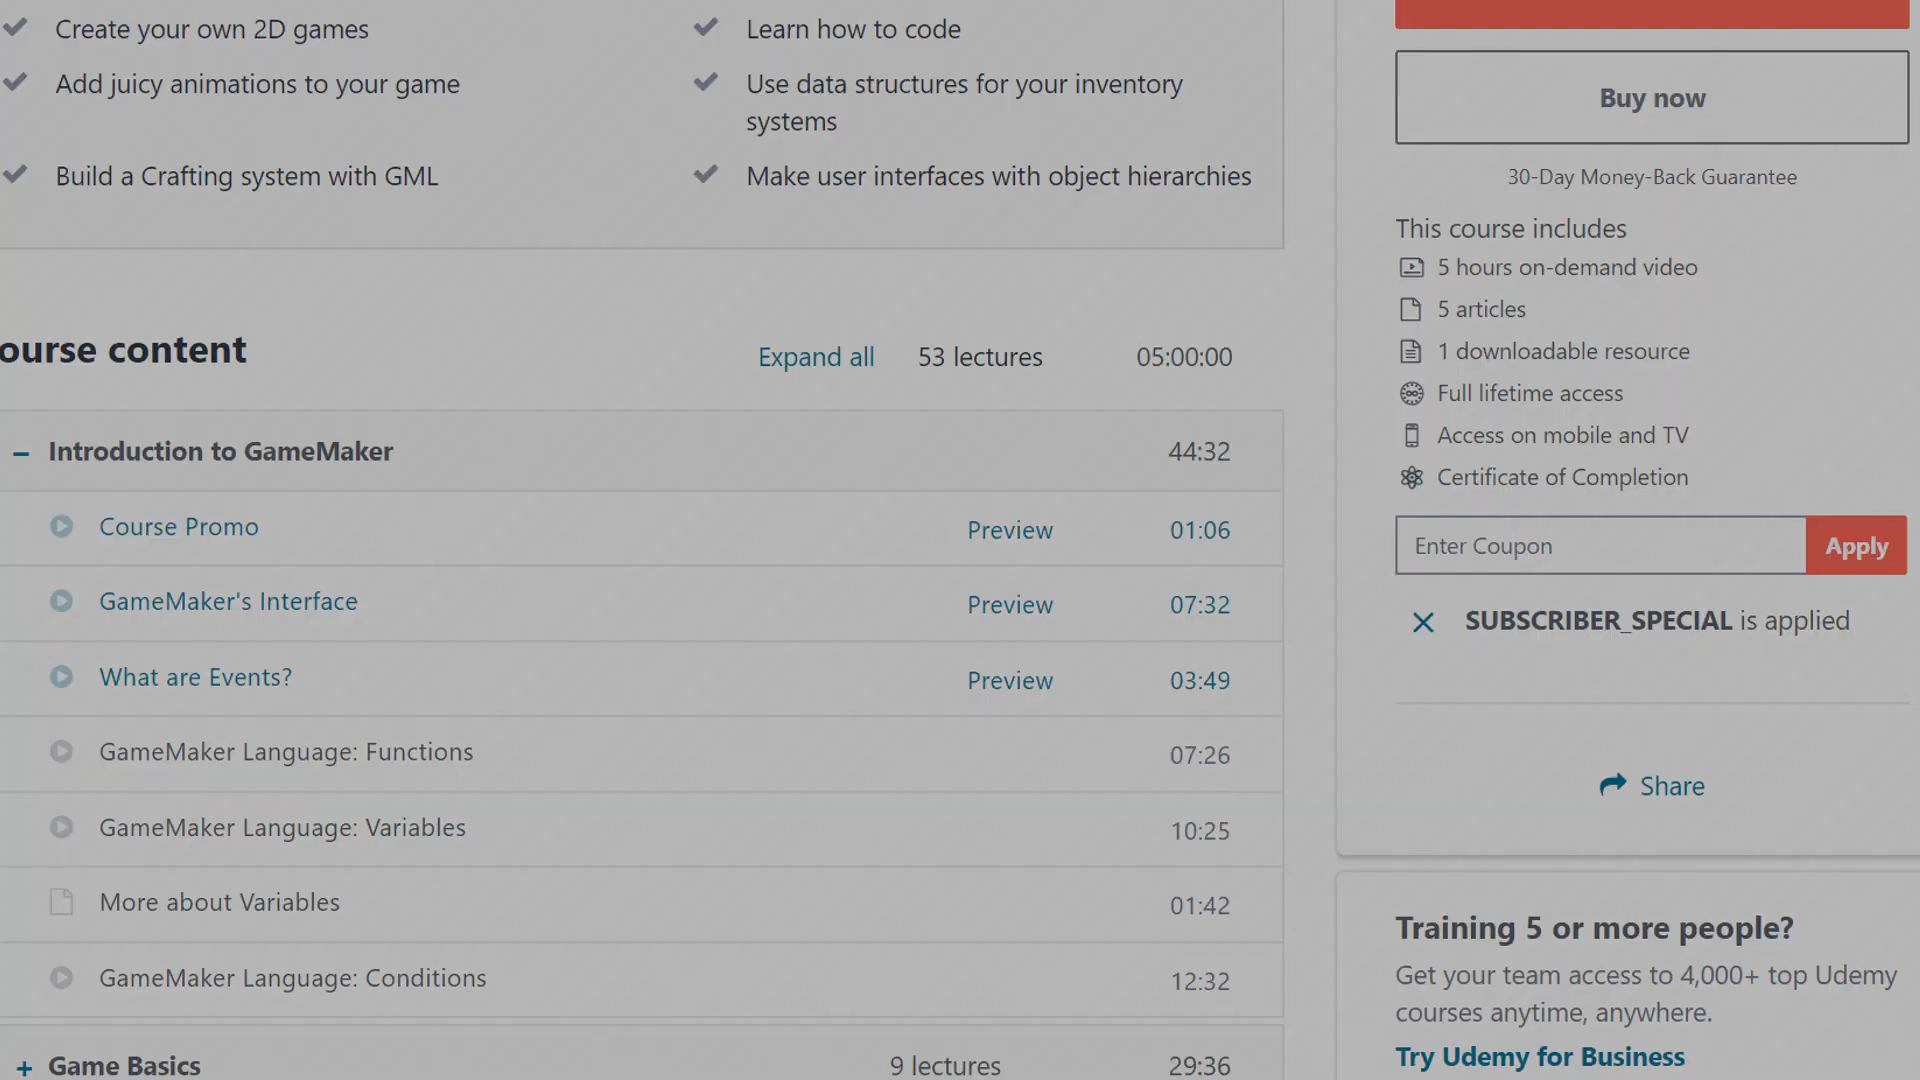 Create your own 2D games
Learn how to code
Add juicy animations to your game
Use data structures for your inventory
systems
Build a Crafting system with GML
Make user interfaces with object hierarchies
ourse content
Expand all 53 lectures 05:00:00
Introduction to GameMaker 44:32
Course Promo Preview 01:06
GameMaker's Interface Preview 07:32
What are Events? Preview 03:49
GameMaker Language: Functions 07:26
GameMaker Language: Variables 10:25
More about Variables 01:42
GameMaker Language: Conditions 12:32
Game Basics 9 lectures 29:36
Buy now
30-Day Money-Back Guarantee
This course includes
5 hours on-demand video
5 articles
1 downloadable resource
Full lifetime access
Access on mobile and TV
Certificate of Completion
Enter Coupon Apply
SUBSCRIBER_SPECIAL is applied
Share
Training 5 or more people?
Get your team access to 4,000+ top Udemy
courses anytime, anywhere.
Try Udemy for Business